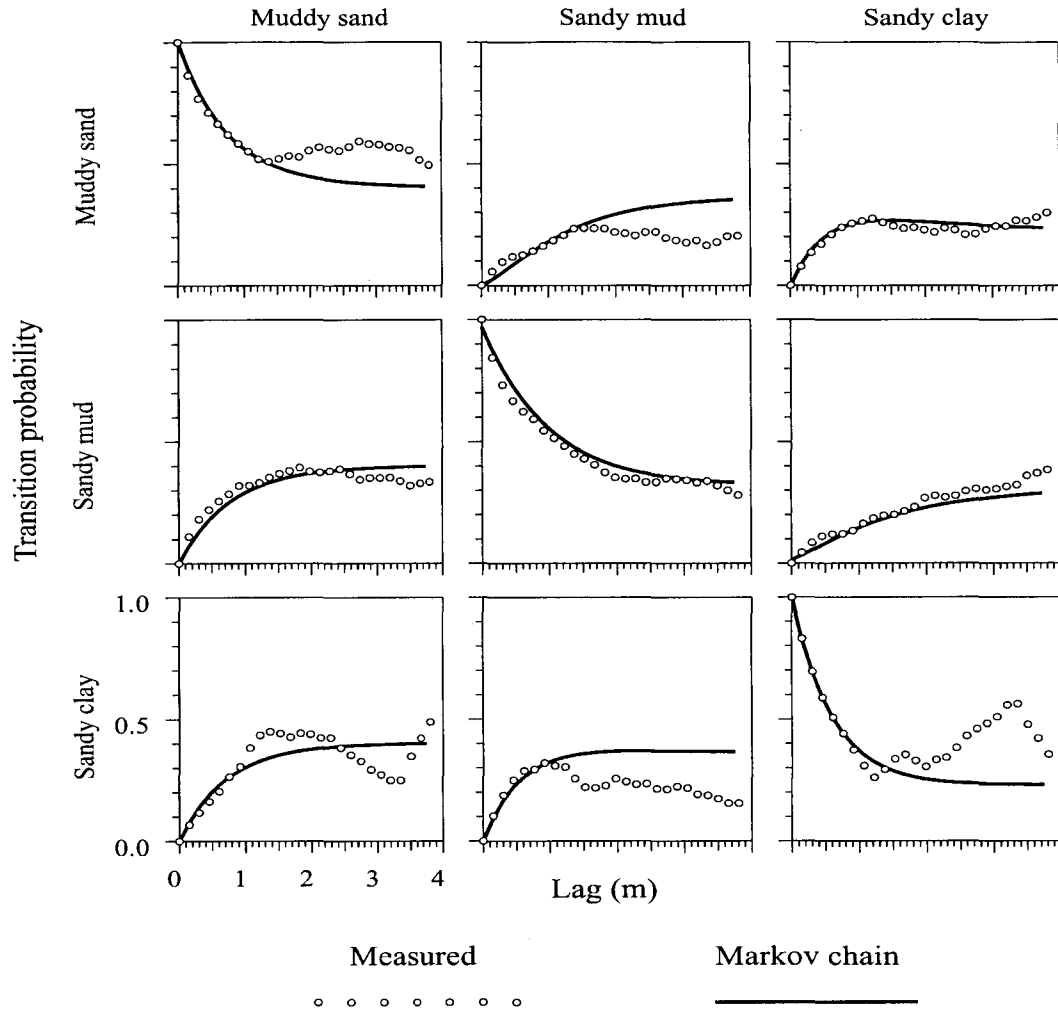 Muddy sand Sandy mud Sandy clay
Muddy sand
Sandy mud
Sandy clay
Transition probability
1.0
0.5
0.0
0 1 2 3 4
Lag (m)
Measured Markov chain